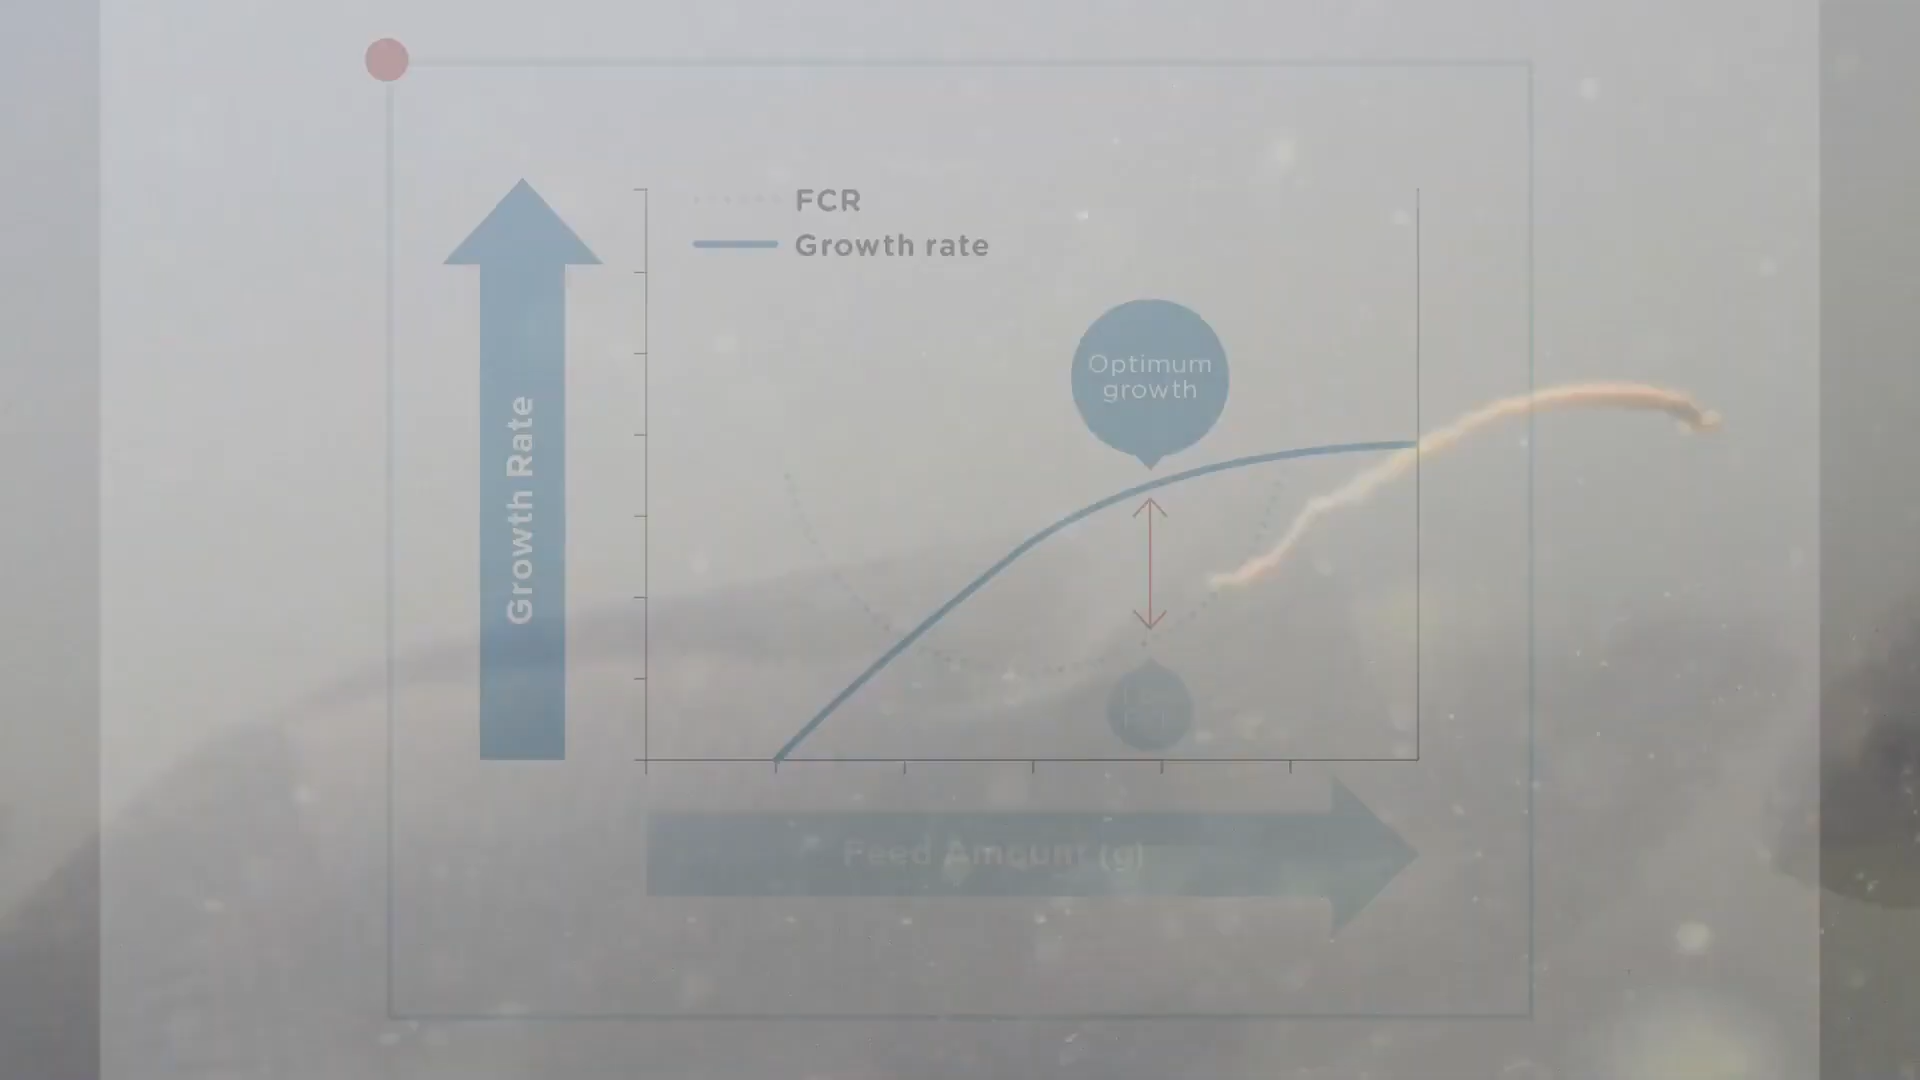 FCR
Growth rate
Optimum
growth
Growth Rate
Feed Amount (g)